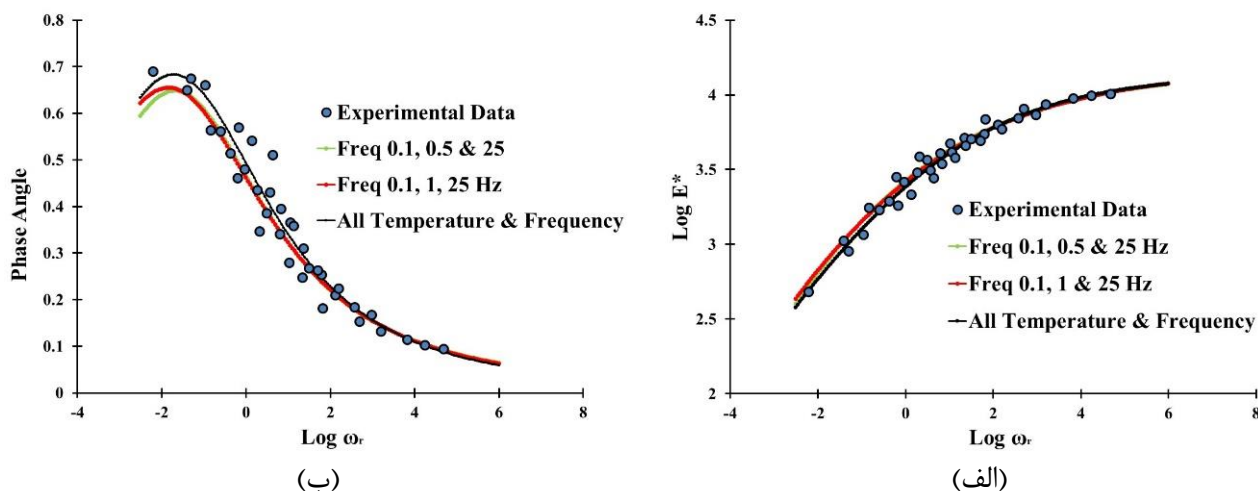 0.8
0.7
0.6
0.5
0.4
0.3
0.2
0.1
0
Phase Angle
-4
-2
0
2
4
6
8
Log ωᵣ
Experimental Data
Freq 0.1, 0.5 & 25
Freq 0.1, 1, 25 Hz
All Temperature & Frequency
(ب)
4.5
4
3.5
3
2.5
2
Log E*
-4
-2
0
2
4
6
8
Log ωᵣ
Experimental Data
Freq 0.1, 0.5 & 25 Hz
Freq 0.1, 1 & 25 Hz
All Temperature & Frequency
(الف)